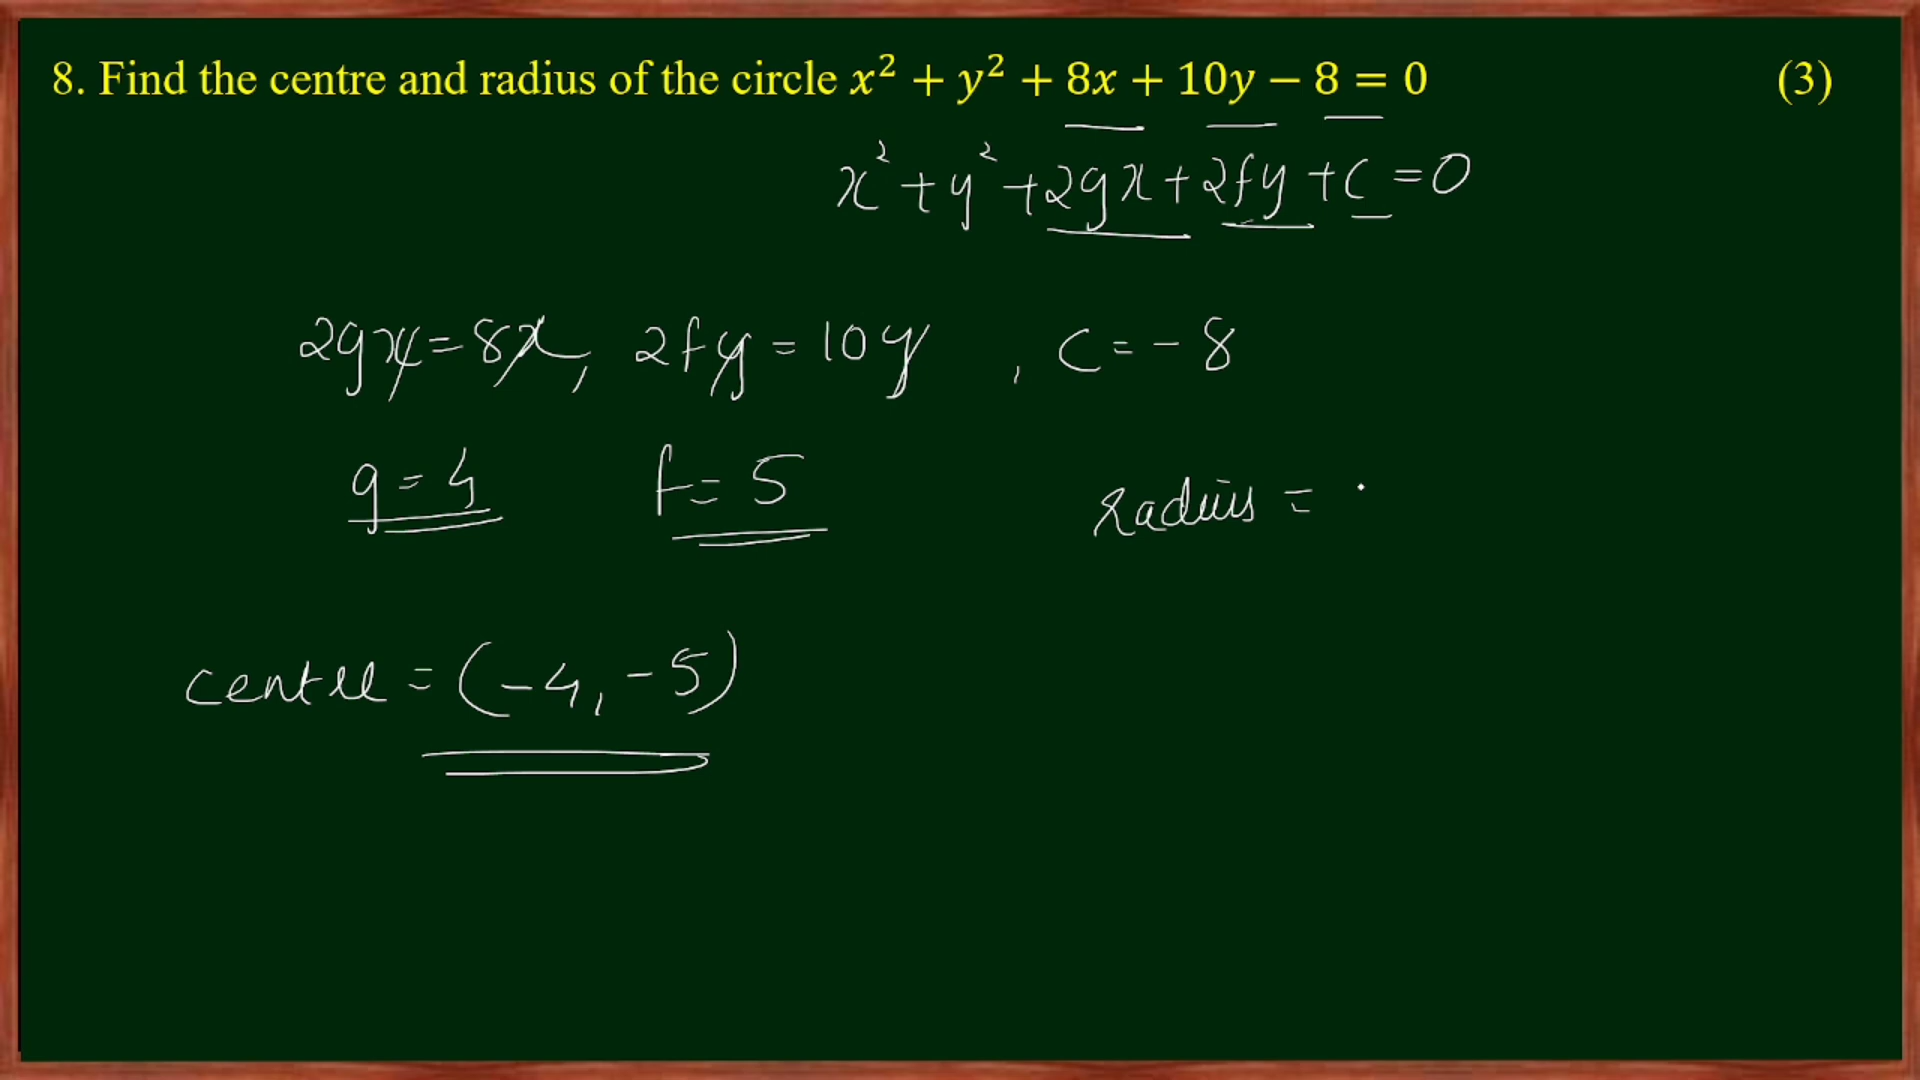 8. Find the centre and radius of the circle x² + y² + 8x + 10y − 8 = 0 (3)
x² + y² + 2gx + 2fy + c = 0
2gx = 8x, 2fy = 10y , c = - 8
g = 4 f = 5 radius =
centre = (-4, -5)